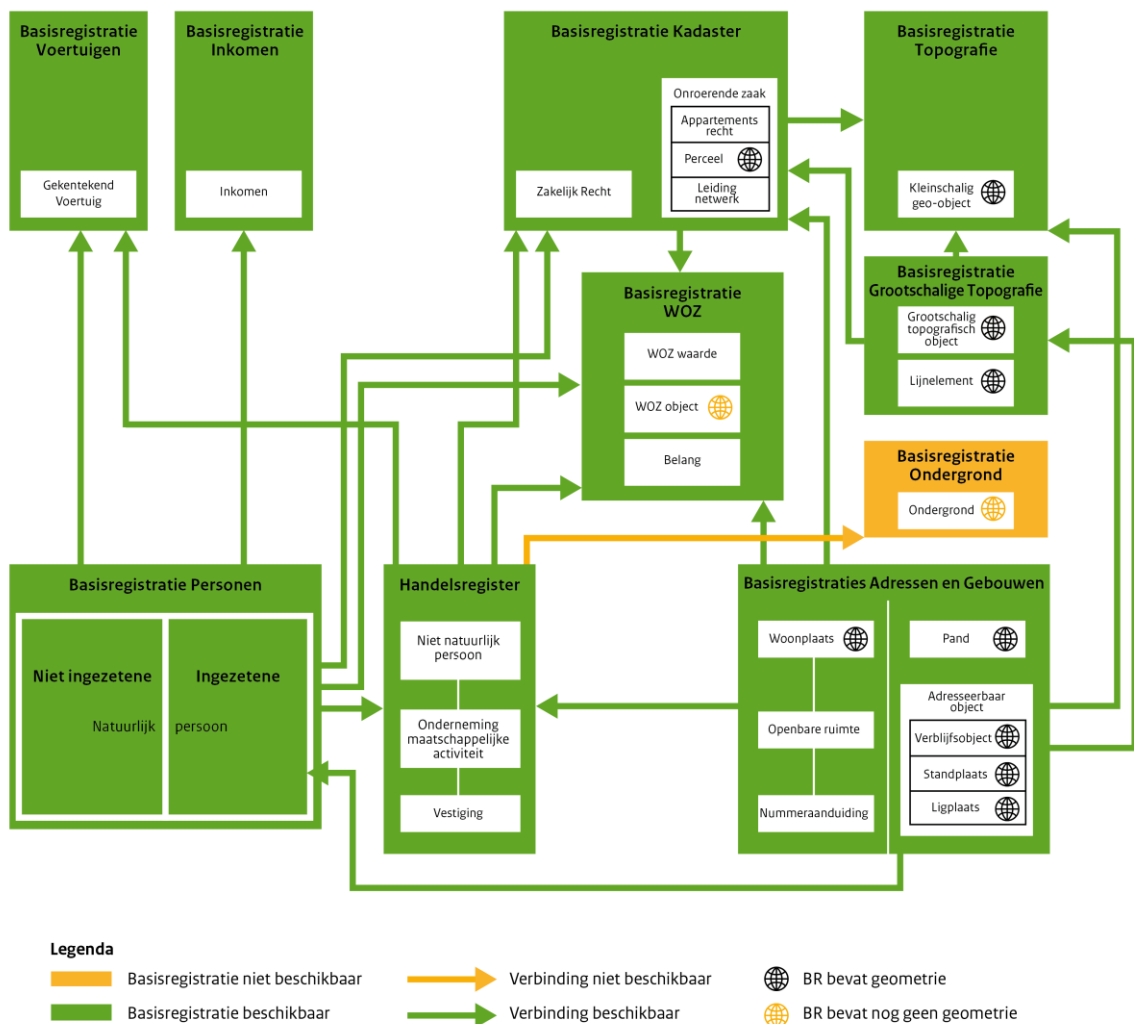 Basisregistratie
Voertuigen
Gekentekend
Voertuig
Basisregistratie
Inkomen
Inkomen
Basisregistratie Kadaster
Onroerende zaak
Appartements
recht
Perceel
Leiding
netwerk
Zakelijk Recht
Basisregistratie
Topografie
Kleinschalig
geo-object
Basisregistratie
Grootschalige Topografie
Grootschalig
topografisch
object
Lijnelement
Basisregistratie
WOZ
WOZ waarde
WOZ object
Belang
Basisregistratie
Ondergrond
Ondergrond
Basisregistratie Personen
Niet ingezetene
Ingezetene
Natuurlijk
persoon
Handelsregister
Niet natuurlijk
persoon
Onderneming
maatschappelijke
activiteit
Vestiging
Basisregistraties Adressen en Gebouwen
Woonplaats
Openbare ruimte
Nummeraanduiding
Pand
Adresseerbaar
object
Verblijfsobject
Standplaats
Ligplaats
Legenda
Basisregistratie niet beschikbaar
Verbinding niet beschikbaar
BR bevat geometrie
Basisregistratie beschikbaar
Verbinding beschikbaar
BR bevat nog geen geometrie